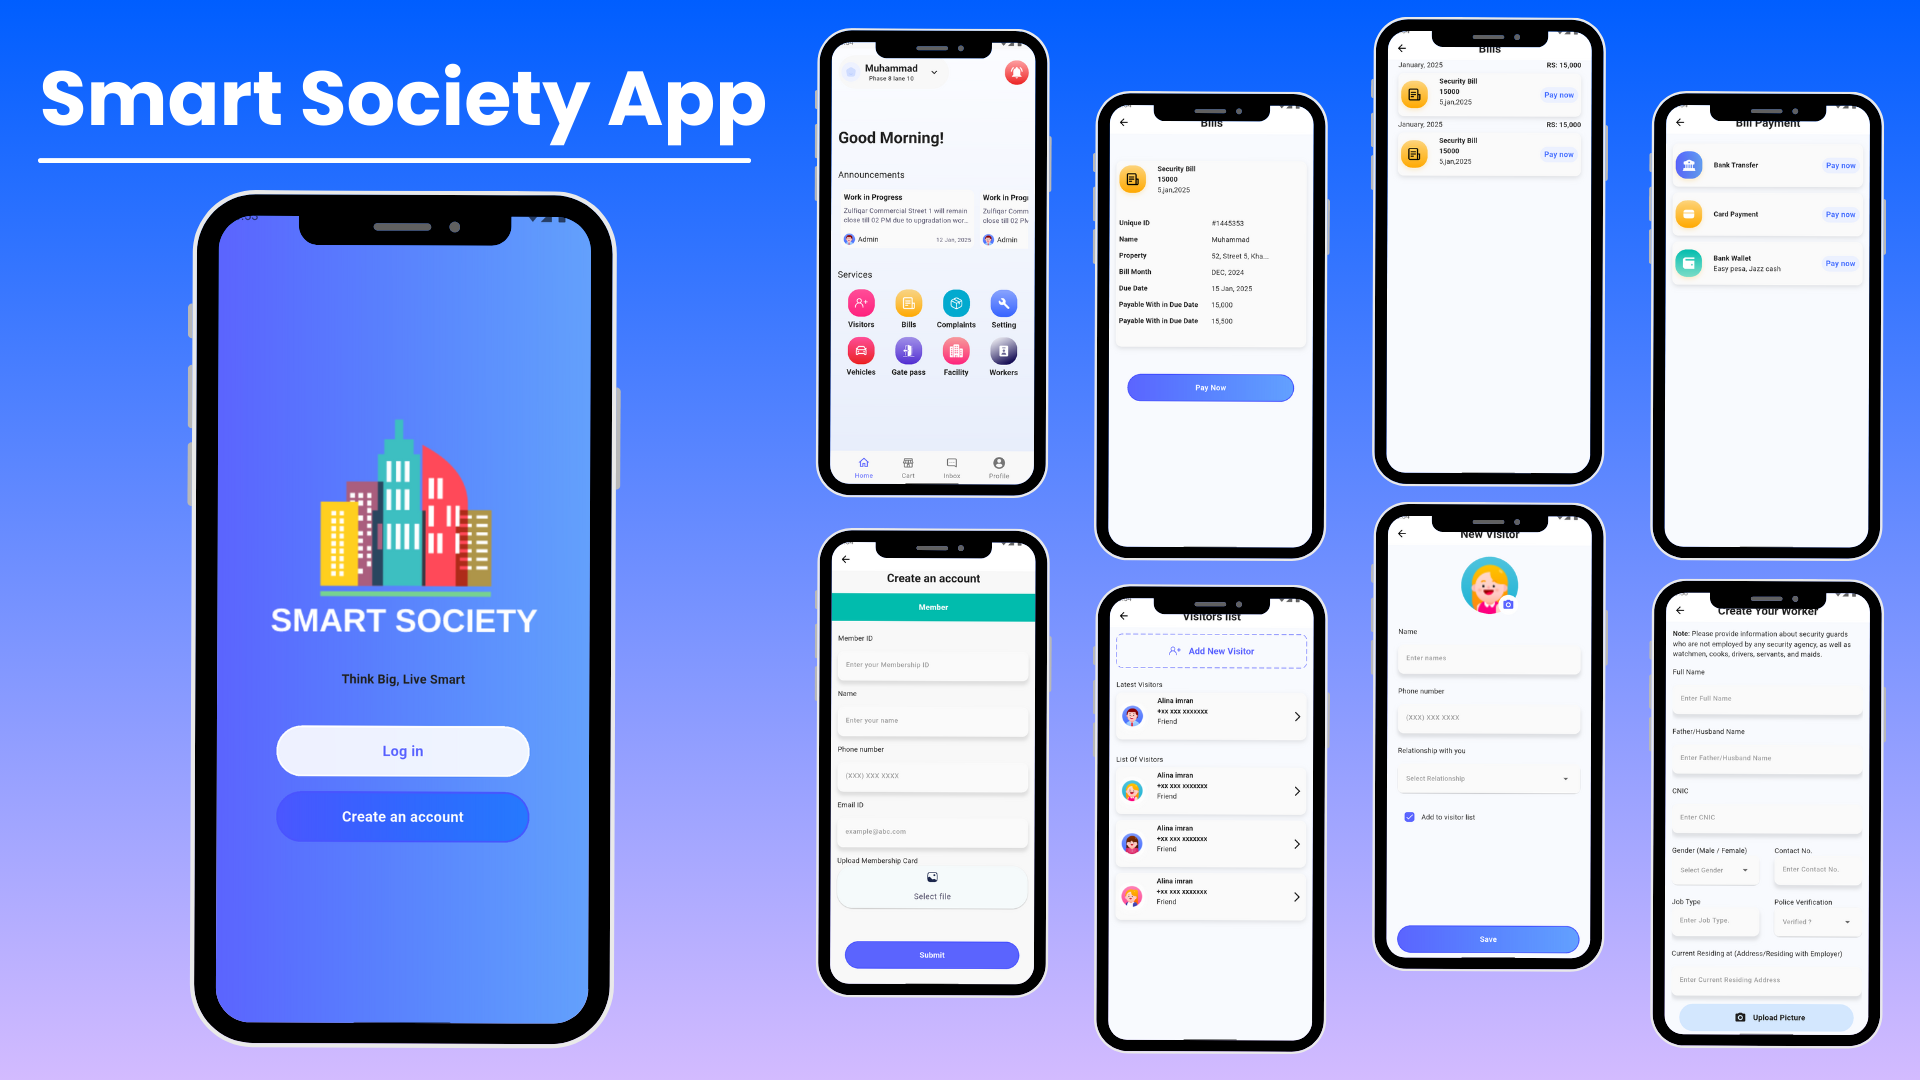 Smart Society App
SMART SOCIETY
Think Big, Live Smart
Log in
Create an account
Muhammad
Phase 8 lane 10
Good Morning!
Announcements
Work in Progress
Zulfiqar Commercial Street 1 will remain
close till 02 PM due to upgradation wor...
Admin
12 Jan, 2025
Work in Progr
Zulfiqar Comm
close till 02 PM
Admin
Services
Visitors
Bills
Complaints
Setting
Vehicles
Gate pass
Facility
Workers
Home
Cart
Inbox
Profile
Bills
Security Bill
15000
5,jan,2025
Unique ID #1445353
Name Muhammad
Property 52, Street 5, Kha...
Bill Month DEC, 2024
Due Date 15 Jan, 2025
Payable With in Due Date 15,000
Payable With in Due Date 15,500
Pay Now
Bills
January, 2025 RS: 15,000
Security Bill
15000
5,jan,2025
Pay now
January, 2025 RS: 15,000
Security Bill
15000
5,jan,2025
Pay now
Bill Payment
Bank Transfer
Pay now
Card Payment
Pay now
Bank Wallet
Easy pesa, Jazz cash
Pay now
Create an account
Member
Member ID
Enter your Membership ID
Name
Enter your name
Phone number
(XXX) XXX XXXX
Email ID
example@abc.com
Upload Membership Card
Select file
Submit
Visitors list
Add New Visitor
Latest Visitors
Alina imran
+xx xxx xxxxxxx
Friend
List Of Visitors
Alina imran
+xx xxx xxxxxxx
Friend
Alina imran
+xx xxx xxxxxxx
Friend
Alina imran
+xx xxx xxxxxxx
Friend
New Visitor
Name
Enter names
Phone number
(XXX) XXX XXXX
Relationship with you
Select Relationship
Add to visitor list
Save
Create Your Worker
Note: Please provide information about security guards
who are not employed by any security agency, as well as
watchmen, cooks, drivers, servants, and maids.
Full Name
Enter Full Name
Father/Husband Name
Enter Father/Husband Name
CNIC
Enter CNIC
Gender (Male / Female)
Contact No.
Select Gender
Enter Contact No.
Job Type
Police Verification
Enter Job Type.
Verified ?
Current Residing at (Address/Residing with Employer)
Enter Current Residing Address
Upload Picture